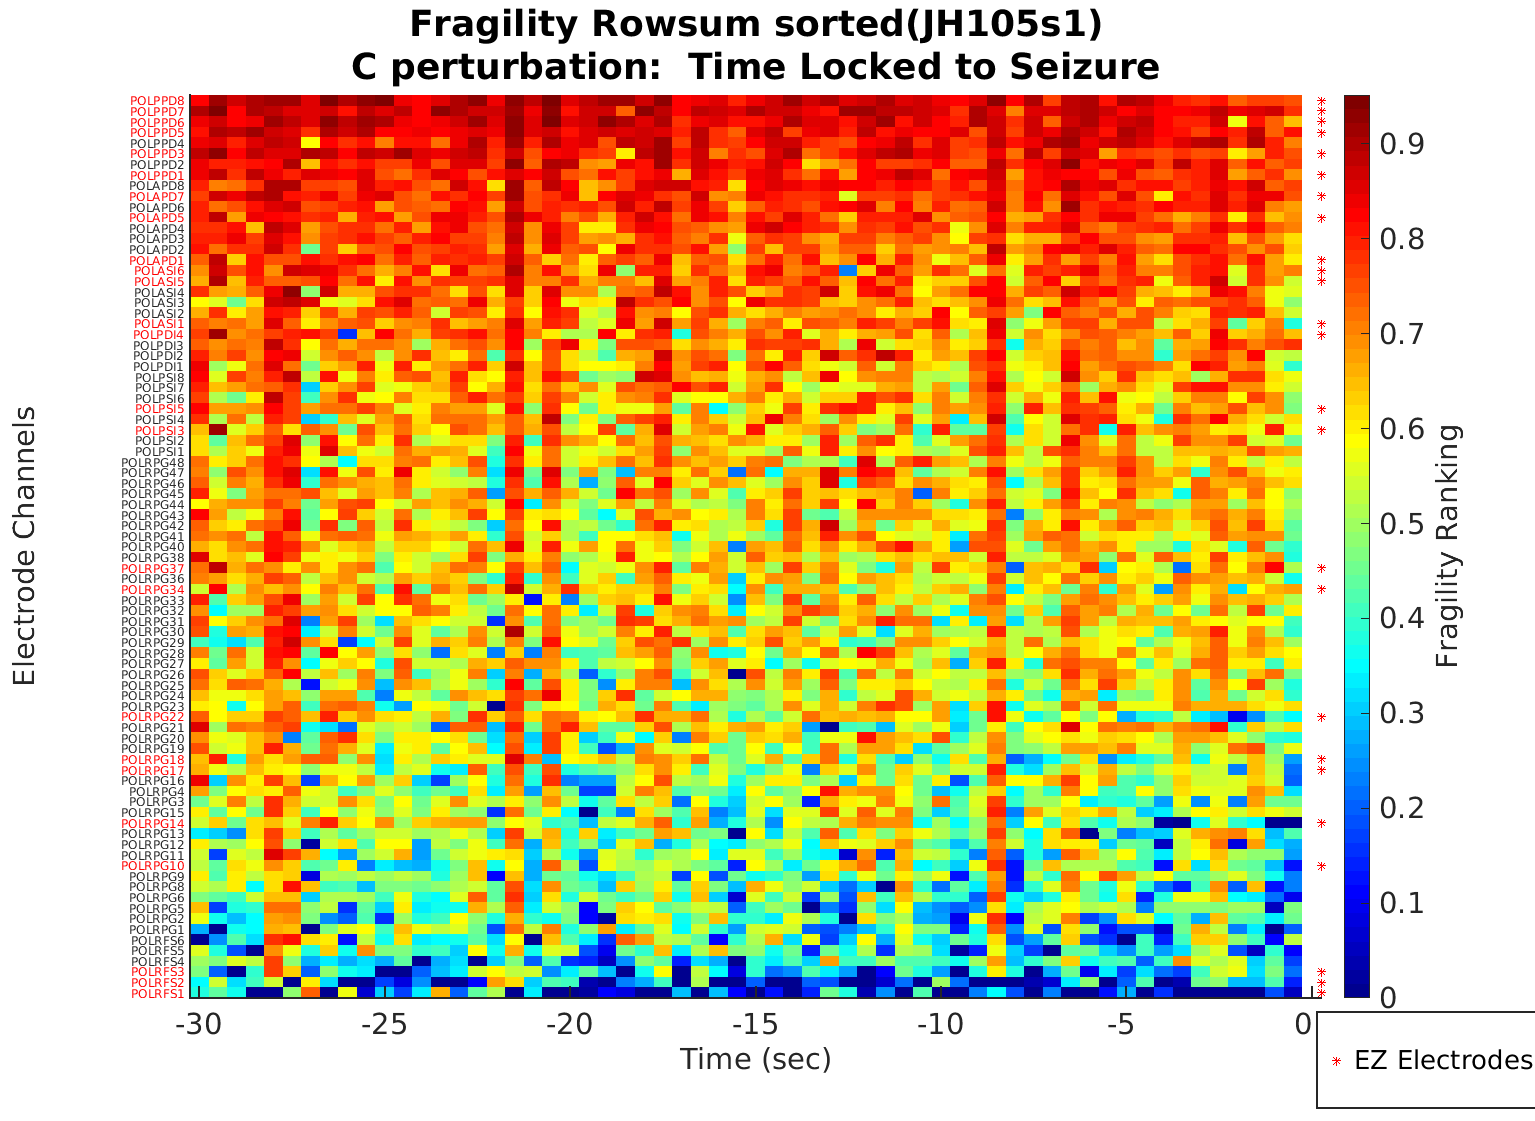 Fragility Rowsum sorted(JH105s1)
C perturbation:  Time Locked to Seizure
Electrode Channels
POLPPD8
POLPPD7
POLPPD6
POLPPD5
POLPPD4
POLPPD3
POLPPD2
POLPPD1
POLAPD8
POLAPD7
POLAPD6
POLAPD5
POLAPD4
POLAPD3
POLAPD2
POLAPD1
POLASI6
POLASI5
POLASI4
POLASI3
POLASI2
POLASI1
POLPDI4
POLPDI3
POLPDI2
POLPDI1
POLPSI8
POLPSI7
POLPSI6
POLPSI5
POLPSI4
POLPSI3
POLPSI2
POLPSI1
POLRPG48
POLRPG47
POLRPG46
POLRPG45
POLRPG44
POLRPG43
POLRPG42
POLRPG41
POLRPG40
POLRPG38
POLRPG37
POLRPG36
POLRPG34
POLRPG33
POLRPG32
POLRPG31
POLRPG30
POLRPG29
POLRPG28
POLRPG27
POLRPG26
POLRPG25
POLRPG24
POLRPG23
POLRPG22
POLRPG21
POLRPG20
POLRPG19
POLRPG18
POLRPG17
POLRPG16
POLRPG4
POLRPG3
POLRPG15
POLRPG14
POLRPG13
POLRPG12
POLRPG11
POLRPG10
POLRPG9
POLRPG8
POLRPG6
POLRPG5
POLRPG2
POLRPG1
POLRFS6
POLRFS5
POLRFS4
POLRFS3
POLRFS2
POLRFS1
-30 -25 -20 -15 -10 -5 0
Time (sec)
0.9
0.8
0.7
0.6
0.5
0.4
0.3
0.2
0.1
0
Fragility Ranking
EZ Electrodes